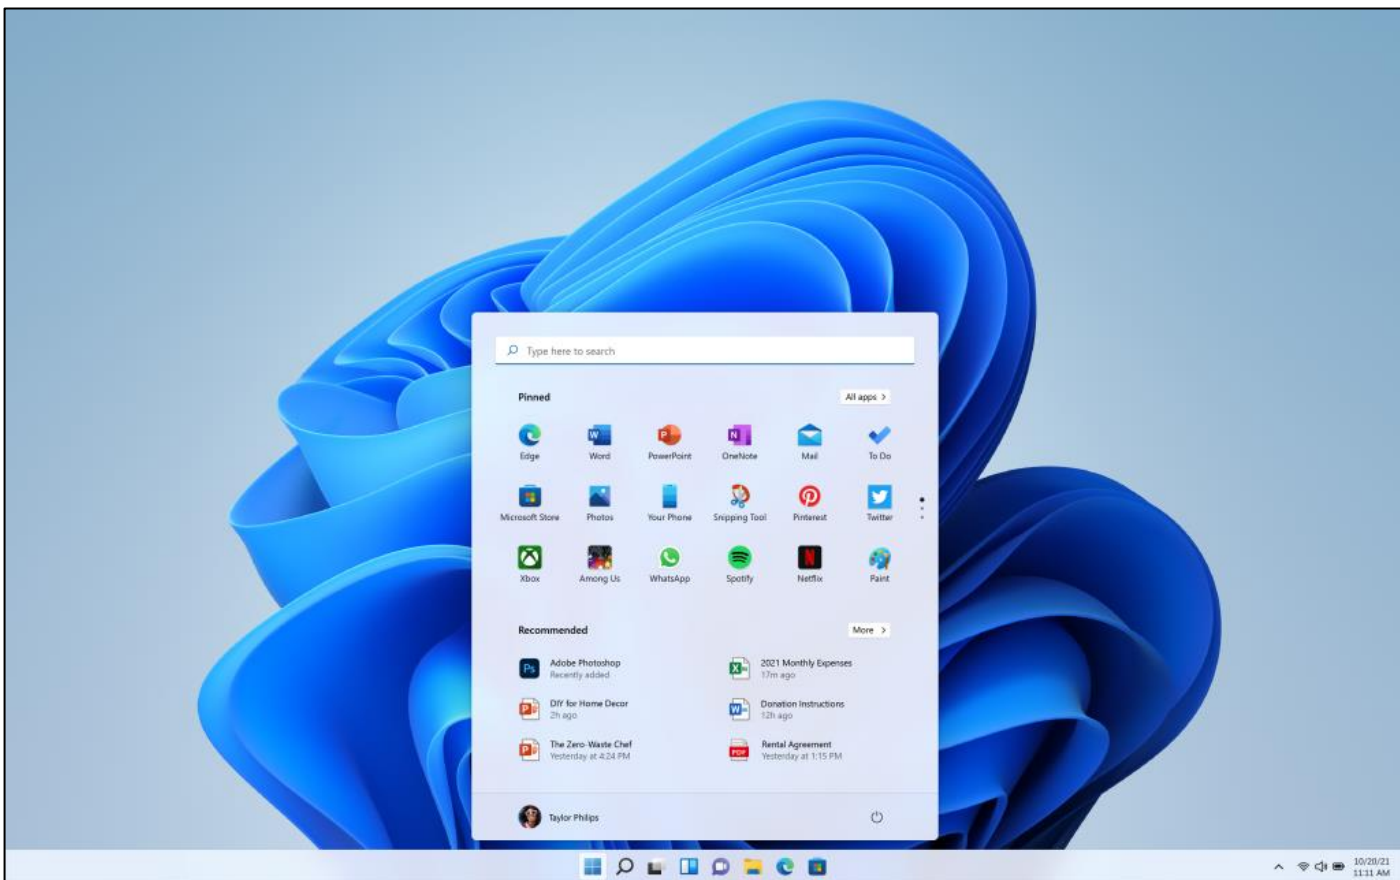 Type here to search
Pinned
All apps >
Edge
Word
PowerPoint
OneNote
Mail
To Do
Microsoft Store
Photos
Your Phone
Snipping Tool
Pinterest
Twitter
Xbox
Among Us
WhatsApp
Spotify
Netflix
Paint
Recommended
More >
Adobe Photoshop
Recently added
2021 Monthly Expenses
17m ago
DIY for Home Decor
2h ago
Donation Instructions
12h ago
The Zero-Waste Chef
Yesterday at 4:24 PM
Rental Agreement
Yesterday at 1:15 PM
Taylor Philips
10/20/21
11:11 AM